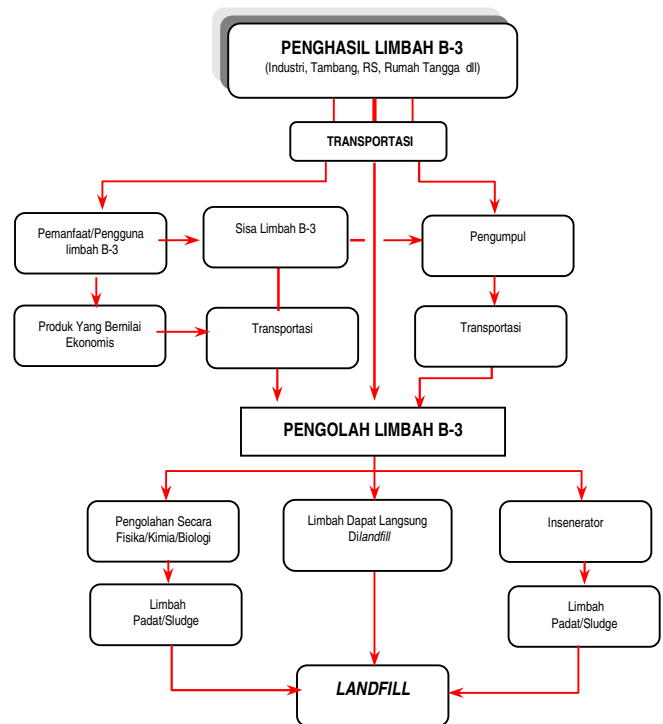 PENGHASIL LIMBAH B-3
(Industri, Tambang, RS, Rumah Tangga dll)
TRANSPORTASI
Pemanfaat/Pengguna
limbah B-3
Sisa Limbah B-3
Pengumpul
Produk Yang Bernilai
Ekonomis
Transportasi
Transportasi
PENGOLAH LIMBAH B-3
Pengolahan Secara
Fisika/Kimia/Biologi
Limbah Dapat Langsung
Dilandfill
Insenerator
Limbah
Padat/Sludge
Limbah
Padat/Sludge
LANDFILL